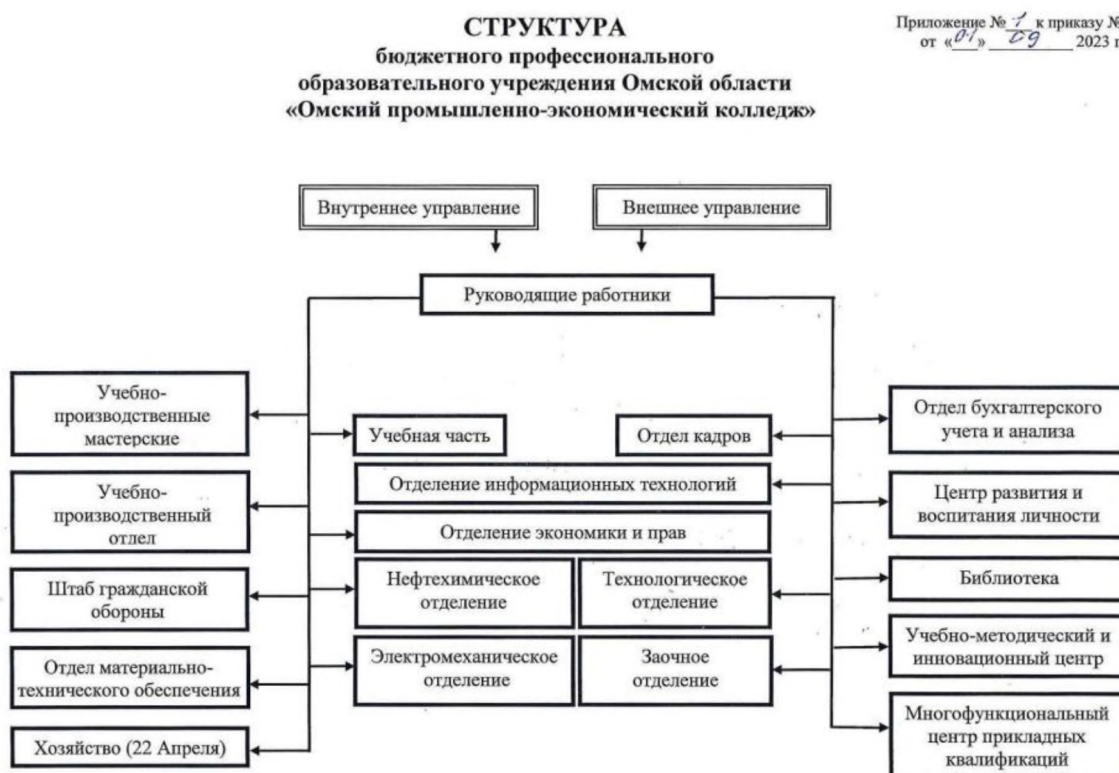 СТРУКТУРА
бюджетного профессионального
образовательного учреждения Омской области
«Омский промышленно-экономический колледж»
Приложение № 1 к приказу №
от «01» 09 2023 г
Внутреннее управление
Внешнее управление
Руководящие работники
Учебно-
производственные
мастерские
Учебно-
производственный
отдел
Штаб гражданской
обороны
Отдел материально-
технического обеспечения
Хозяйство (22 Апреля)
Учебная часть
Отдел кадров
Отделение информационных технологий
Отделение экономики и прав
Нефтехимическое
отделение
Технологическое
отделение
Электромеханическое
отделение
Заочное
отделение
Отдел бухгалтерского
учета и анализа
Центр развития и
воспитания личности
Библиотека
Учебно-методический и
инновационный центр
Многофункциональный
центр прикладных
квалификаций